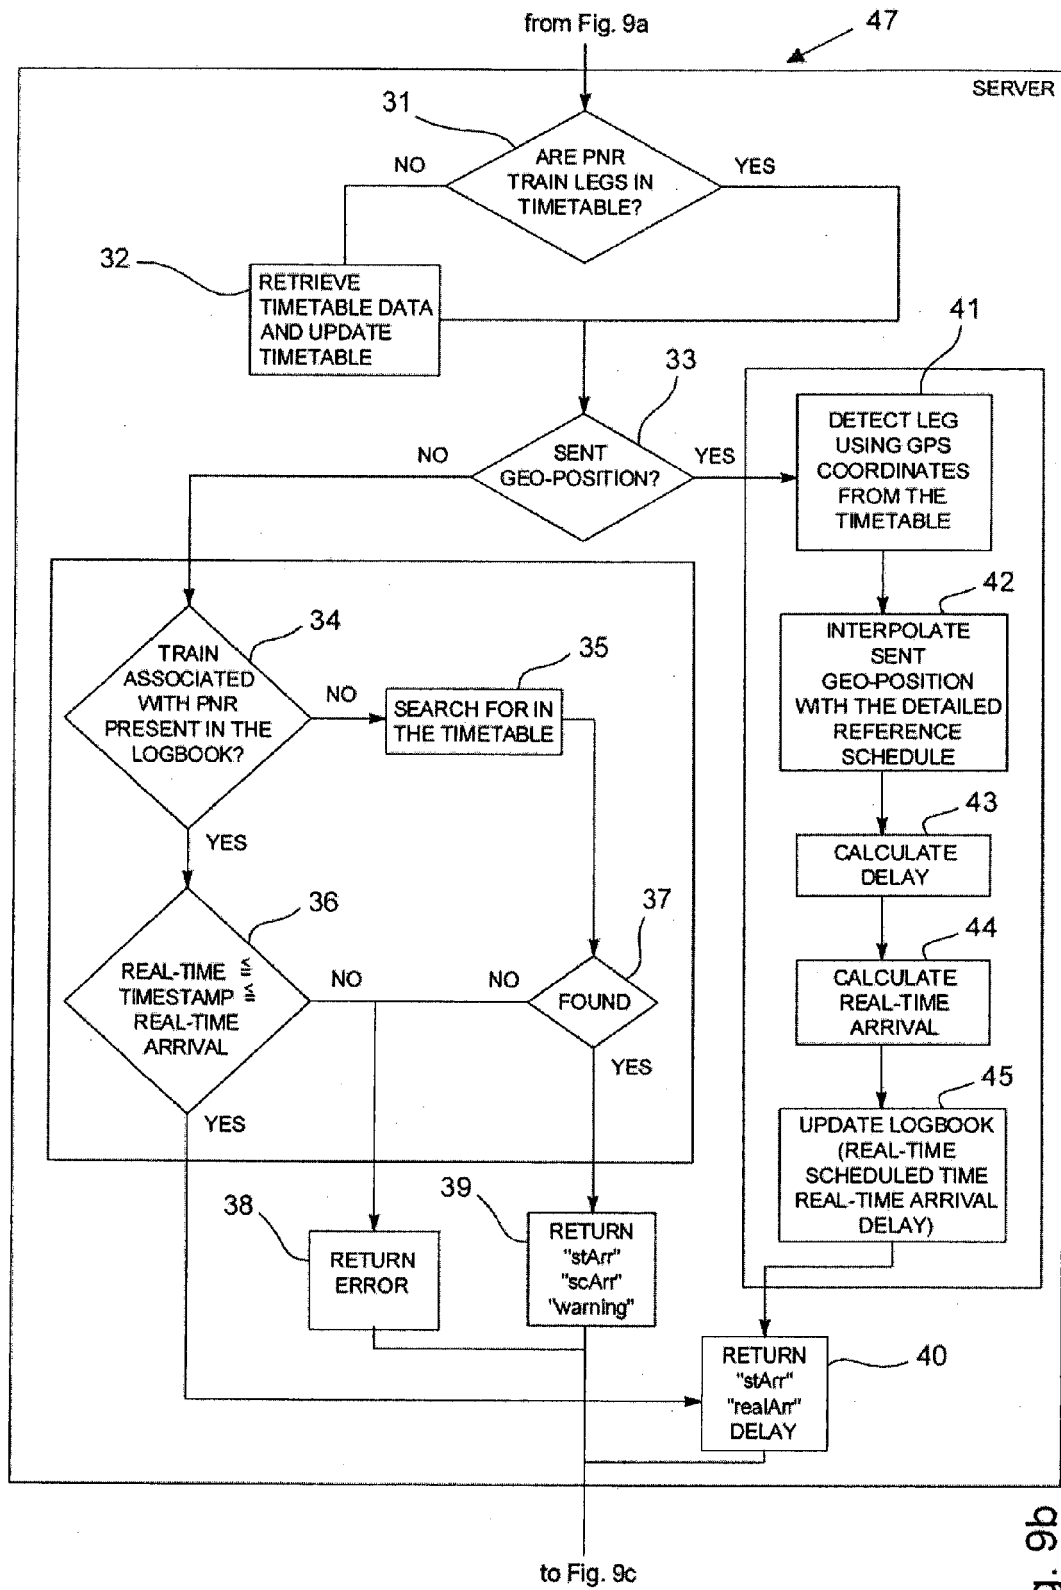 from Fig. 9a
47
SERVER
31
ARE PNR
TRAIN LEGS IN
TIMETABLE?
NO
YES
32
RETRIEVE
TIMETABLE DATA
AND UPDATE
TIMETABLE
33
SENT
GEO-POSITION?
NO
YES
41
DETECT LEG
USING GPS
COORDINATES
FROM THE
TIMETABLE
42
INTERPOLATE
SENT
GEO-POSITION
WITH THE DETAILED
REFERENCE
SCHEDULE
34
TRAIN
ASSOCIATED
WITH PNR
PRESENT IN THE
LOGBOOK?
NO
YES
35
SEARCH FOR IN
THE TIMETABLE
43
CALCULATE
DELAY
36
REAL-TIME
TIMESTAMP
REAL-TIME
ARRIVAL
NO
YES
37
FOUND
NO
YES
44
CALCULATE
REAL-TIME
ARRIVAL
45
UPDATE LOGBOOK
(REAL-TIME
SCHEDULED TIME
REAL-TIME ARRIVAL
DELAY)
38
RETURN
ERROR
39
RETURN
"stArr"
"scArr"
"warning"
40
RETURN
"stArr"
"realArr"
DELAY
to Fig. 9c
9b